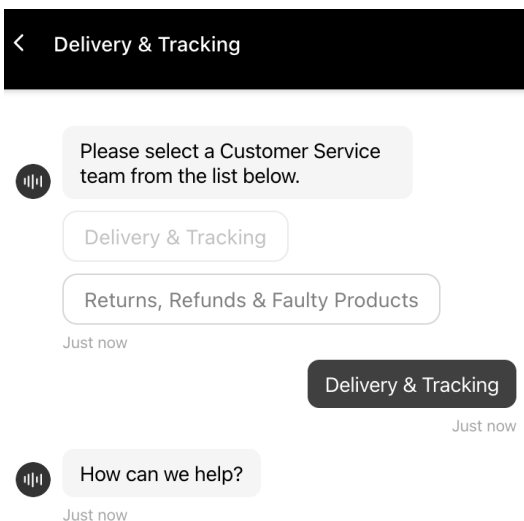 Delivery & Tracking
Please select a Customer Service
team from the list below.
Delivery & Tracking
Returns, Refunds & Faulty Products
Just now
Delivery & Tracking
Just now
How can we help?
Just now